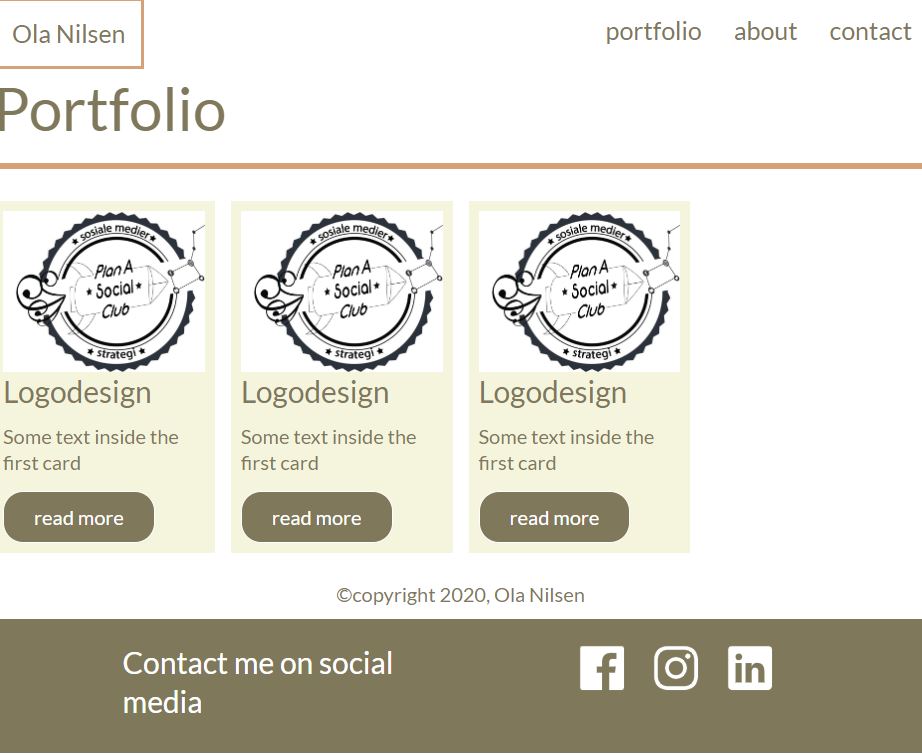 Ola Nilsen
portfolio about contact
Portfolio
sosiale medier
Plan A
Social
Club
strategi
sosiale medier
Plan A
Social
Club
strategi
sosiale medier
Plan A
Social
Club
strategi
Logodesign
Some text inside the
first card
read more
Logodesign
Some text inside the
first card
read more
Logodesign
Some text inside the
first card
read more
©copyright 2020, Ola Nilsen
Contact me on social
media